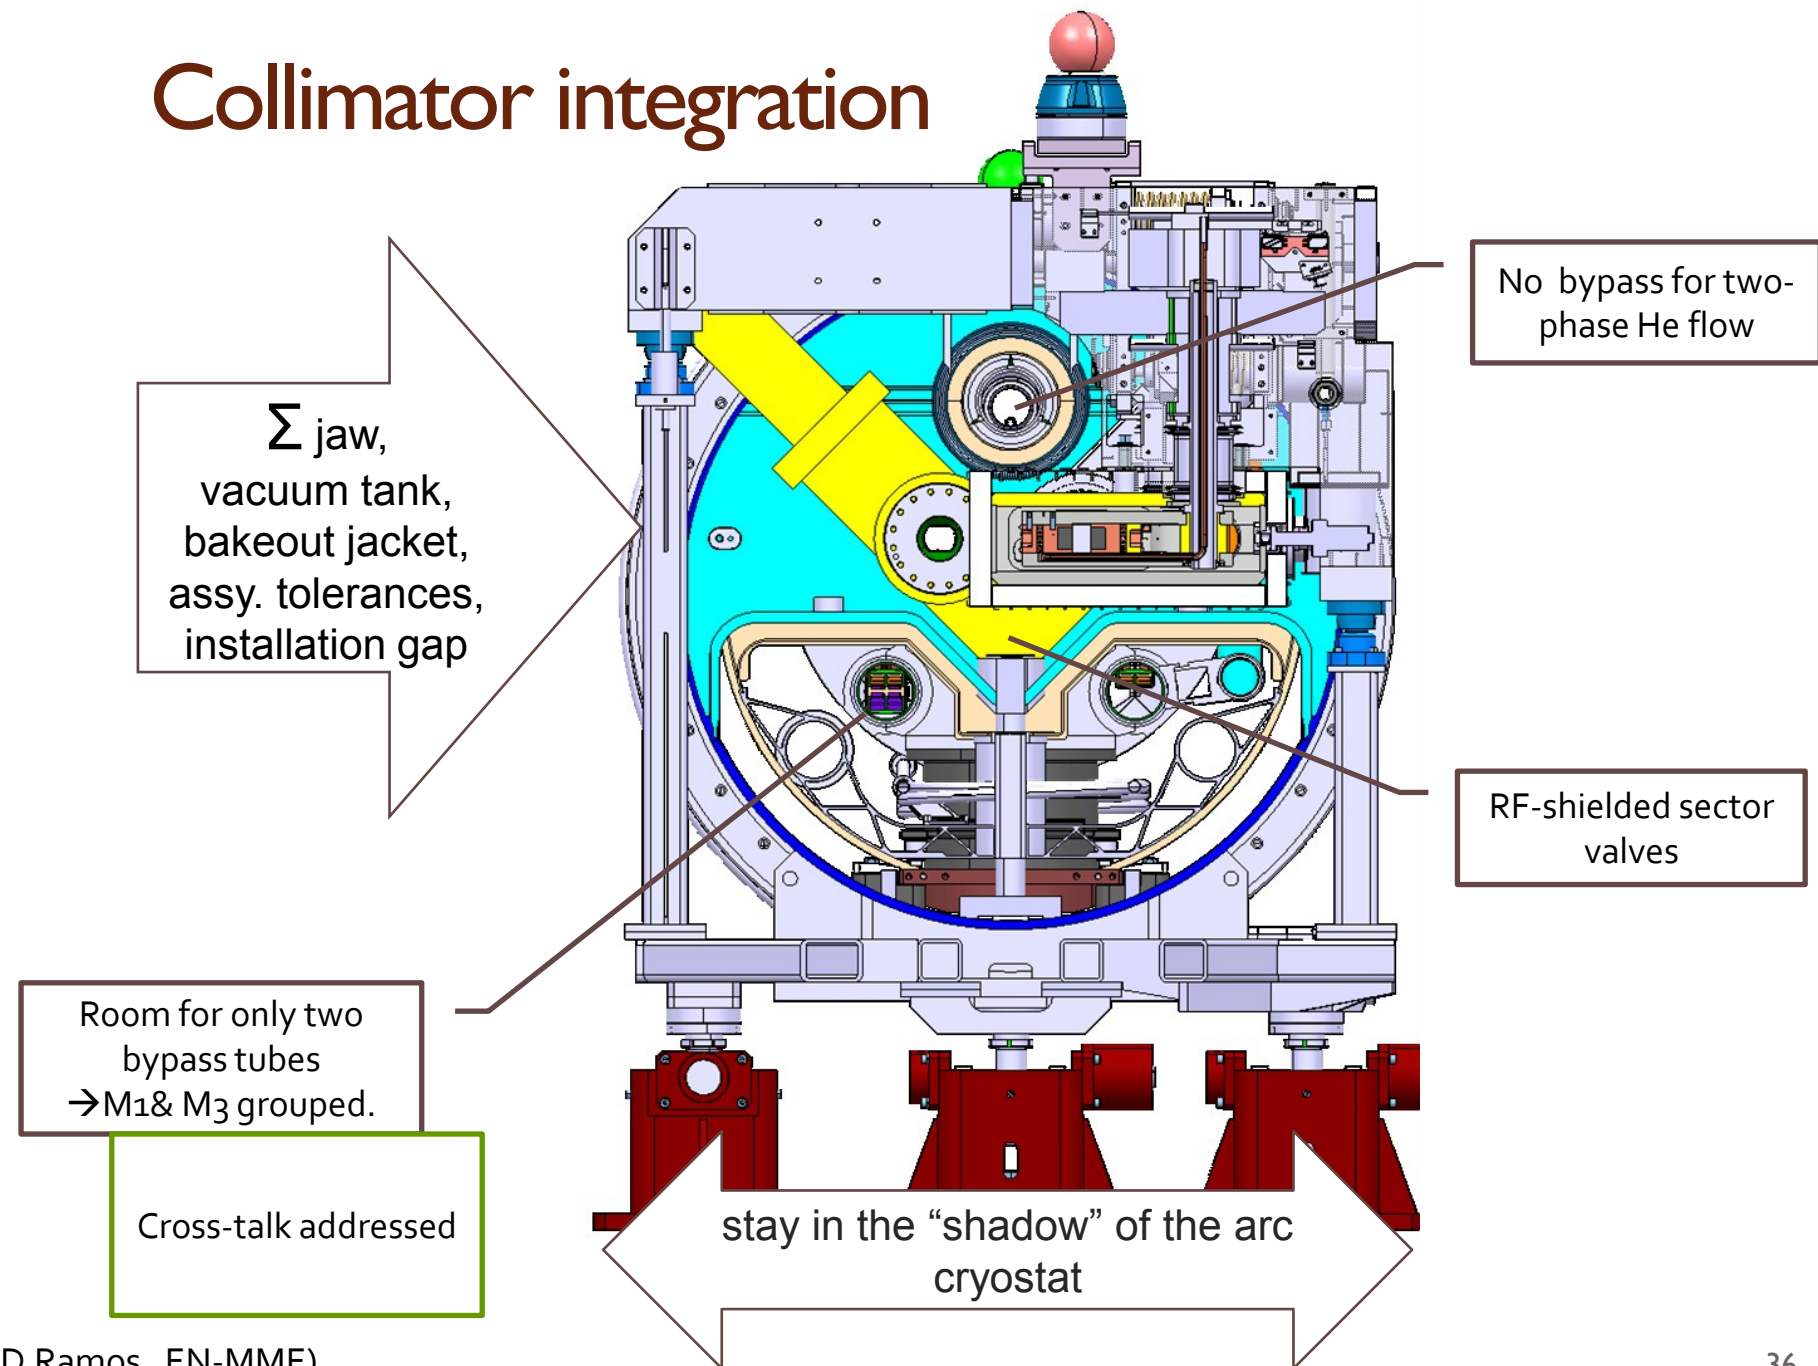 Collimator integration
Σ jaw,
vacuum tank,
bakeout jacket,
assy. tolerances,
installation gap
No bypass for two-
phase He flow
RF-shielded sector
valves
Room for only two
bypass tubes
→M1& M3 grouped.
Cross-talk addressed
stay in the “shadow” of the arc
cryostat
D Ramos, EN-MME)
36